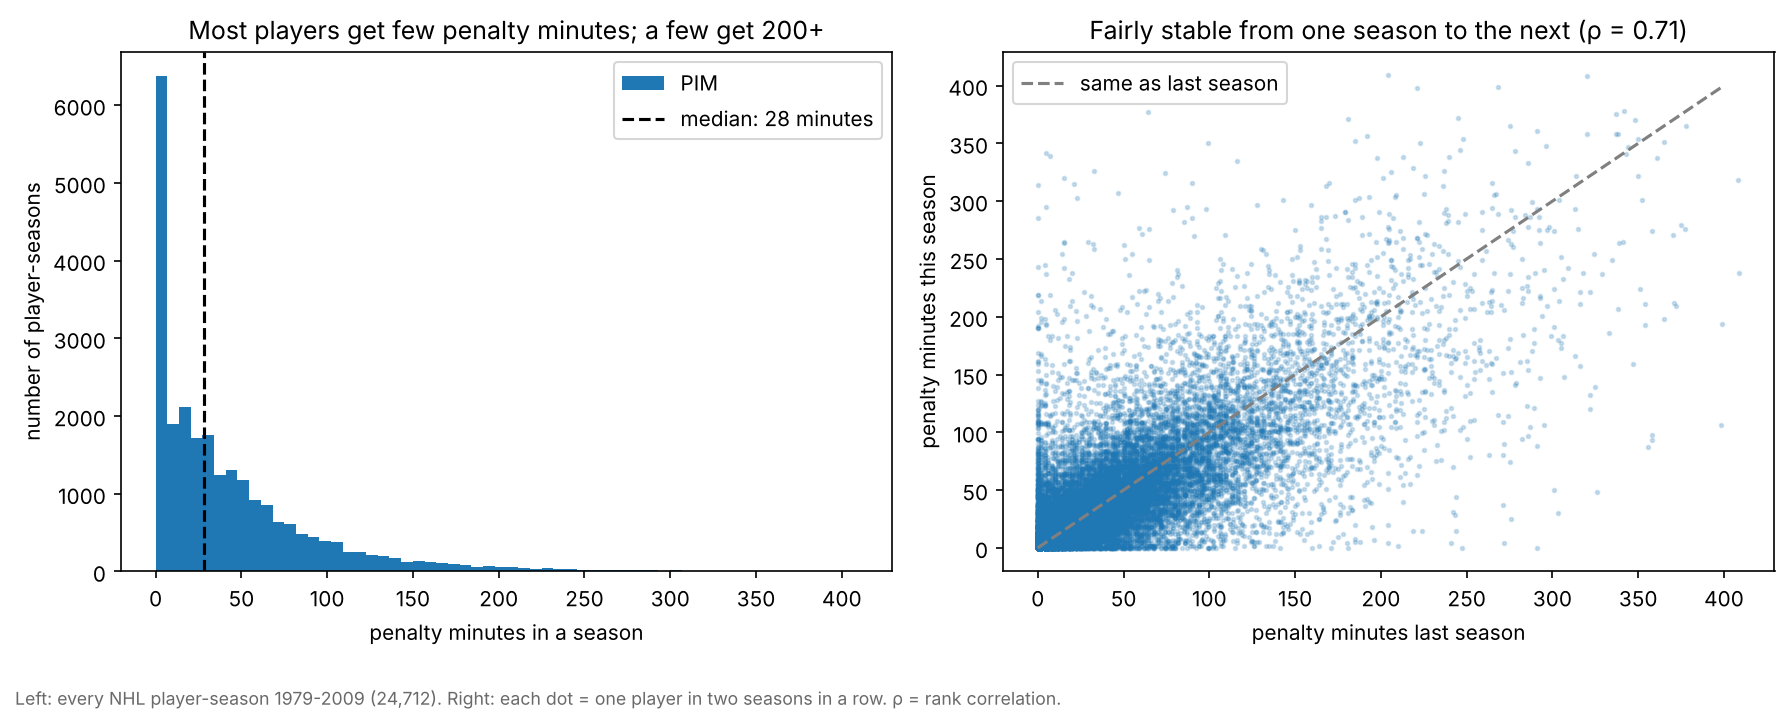 Most players get few penalty minutes; a few get 200+
PIM
median: 28 minutes
number of player-seasons
6000
5000
4000
3000
2000
1000
0
0 50 100 150 200 250 300 350 400
penalty minutes in a season
Fairly stable from one season to the next (ρ = 0.71)
same as last season
penalty minutes this season
400
350
300
250
200
150
100
50
0
0 50 100 150 200 250 300 350 400
penalty minutes last season
Left: every NHL player-season 1979-2009 (24,712). Right: each dot = one player in two seasons in a row. ρ = rank correlation.